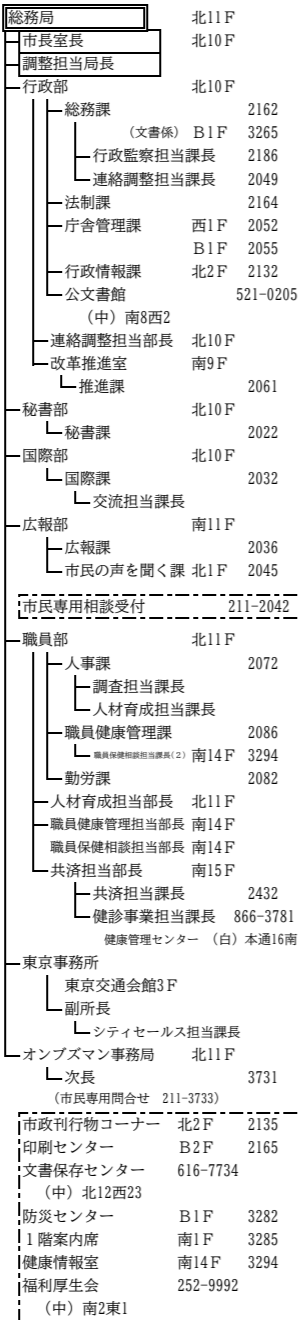 総務局 北11F
市長室長 北10F
調整担当局長
行政部 北10F
総務課 2162
(文書係) B1F 3265
行政監察担当課長 2186
連絡調整担当課長 2049
法制課 2164
庁舎管理課 西1F 2052
B1F 2055
行政情報課 北2F 2132
公文書館 521-0205
(中) 南8西2
連絡調整担当部長 北10F
改革推進室 南9F
推進課 2061
秘書部 北10F
秘書課 2022
国際部 北10F
国際課 2032
交流担当課長
広報部 南11F
広報課 2036
市民の声を聞く課 北1F 2045
市民専用相談受付 211-2042
職員部 北11F
人事課 2072
調査担当課長
人材育成担当課長
職員健康管理課 2086
職員保健相談担当課長(2) 南14F 3294
勤労課 2082
人材育成担当部長 北11F
職員健康管理担当部長 南14F
職員保健相談担当部長 南14F
共済担当部長 南15F
共済担当課長 2432
健診事業担当課長 866-3781
健康管理センター (白) 本通16南
東京事務所
東京交通会館3F
副所長
シティセールス担当課長
オンブズマン事務局 北11F
次長 3731
(市民専用問合せ 211-3733)
市政刊行物コーナー 北2F 2135
印刷センター B2F 2165
文書保存センター 616-7734
(中) 北12西23
防災センター B1F 3282
1階案内席 南1F 3285
健康情報室 南14F 3294
福利厚生会 252-9992
(中) 南2東1